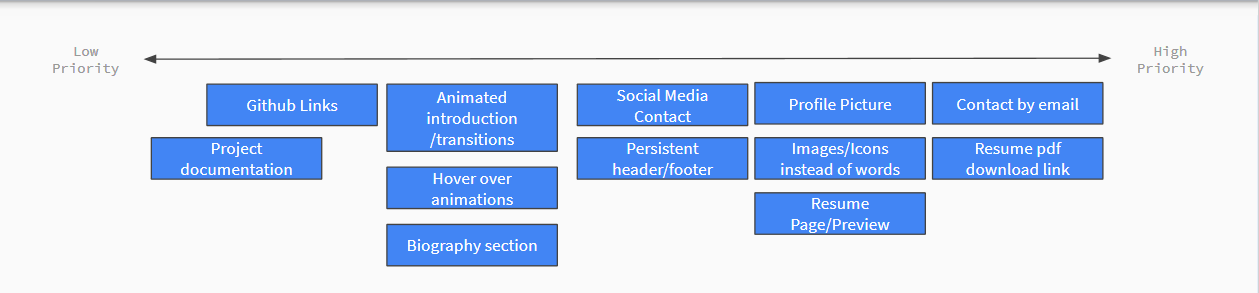 Low
Priority
High
Priority
Github Links
Animated
introduction
/transitions
Social Media
Contact
Profile Picture
Contact by email
Project
documentation
Hover over
animations
Persistent
header/footer
Images/Icons
instead of words
Resume pdf
download link
Biography section
Resume
Page/Preview